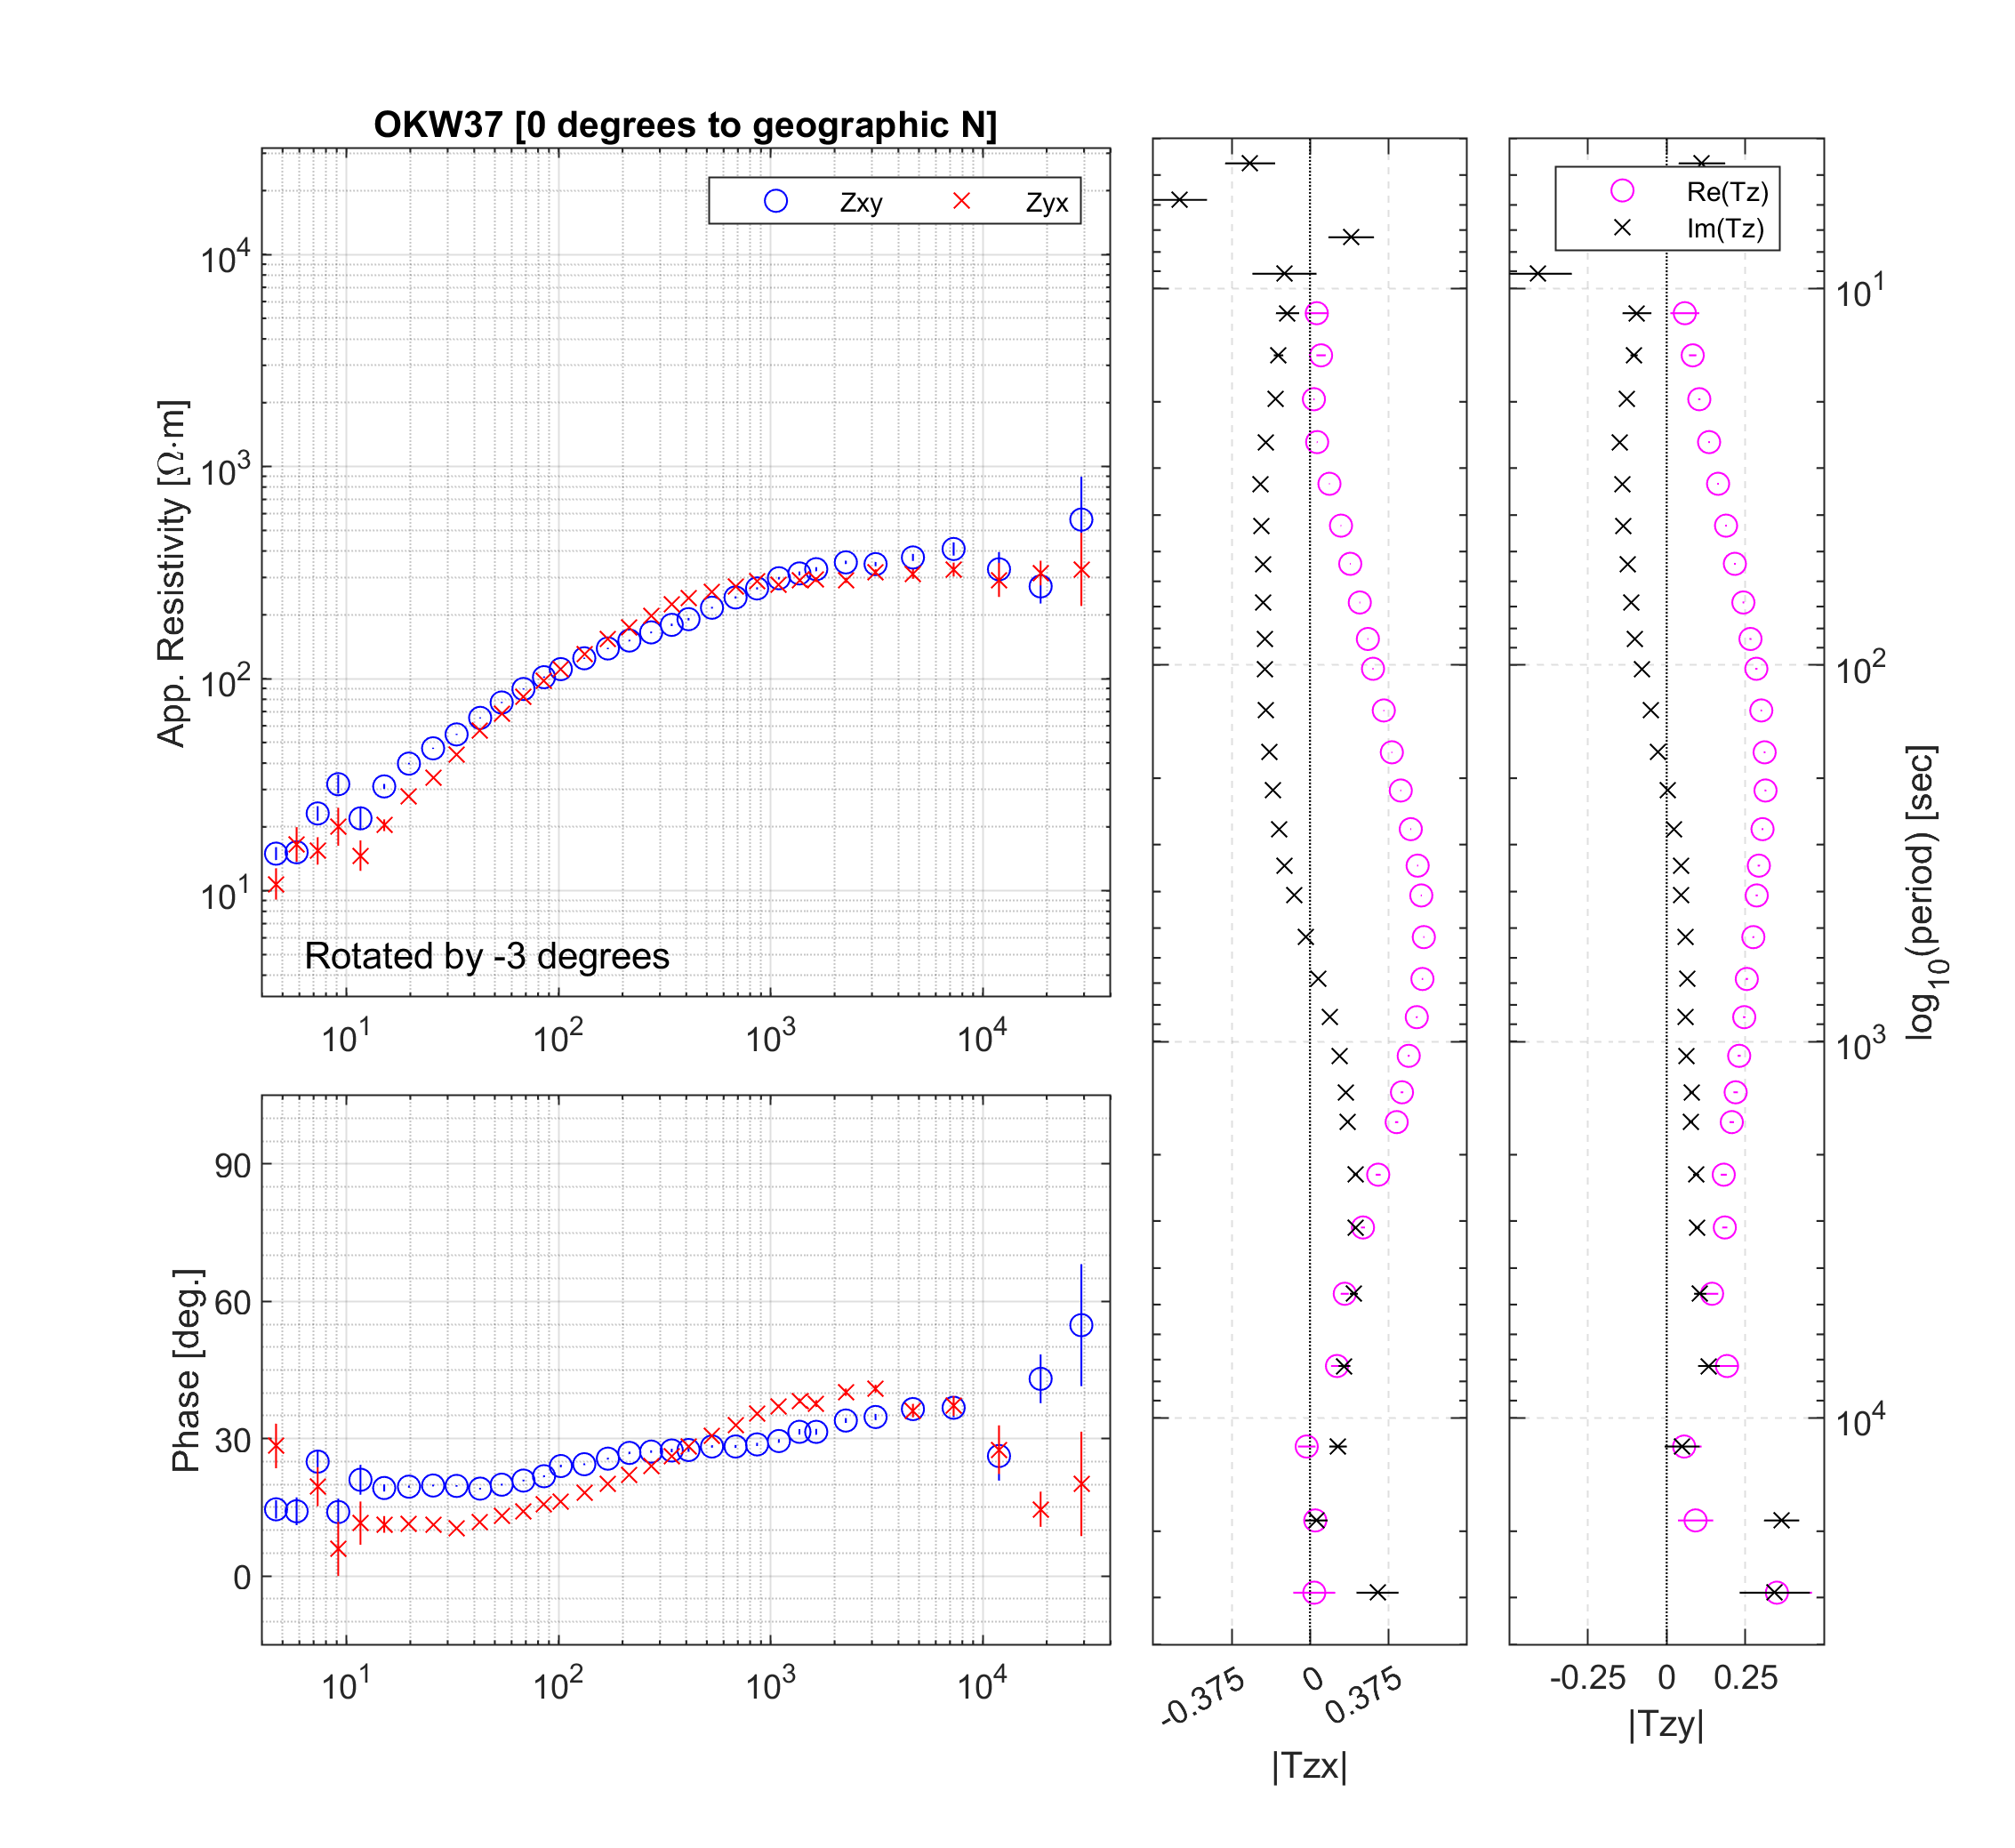 OKW37 [0 degrees to geographic N]
Zxy Zyx
App. Resistivity [Ω·m]
10^4
10^3
10^2
10^1
Rotated by -3 degrees
10^1 10^2 10^3 10^4
Phase [deg.]
90
60
30
0
10^1 10^2 10^3 10^4
-0.375 0 0.375
|Tzx|
Re(Tz)
Im(Tz)
-0.25 0 0.25
|Tzy|
10^1
10^2
10^3
10^4
log_10(period) [sec]